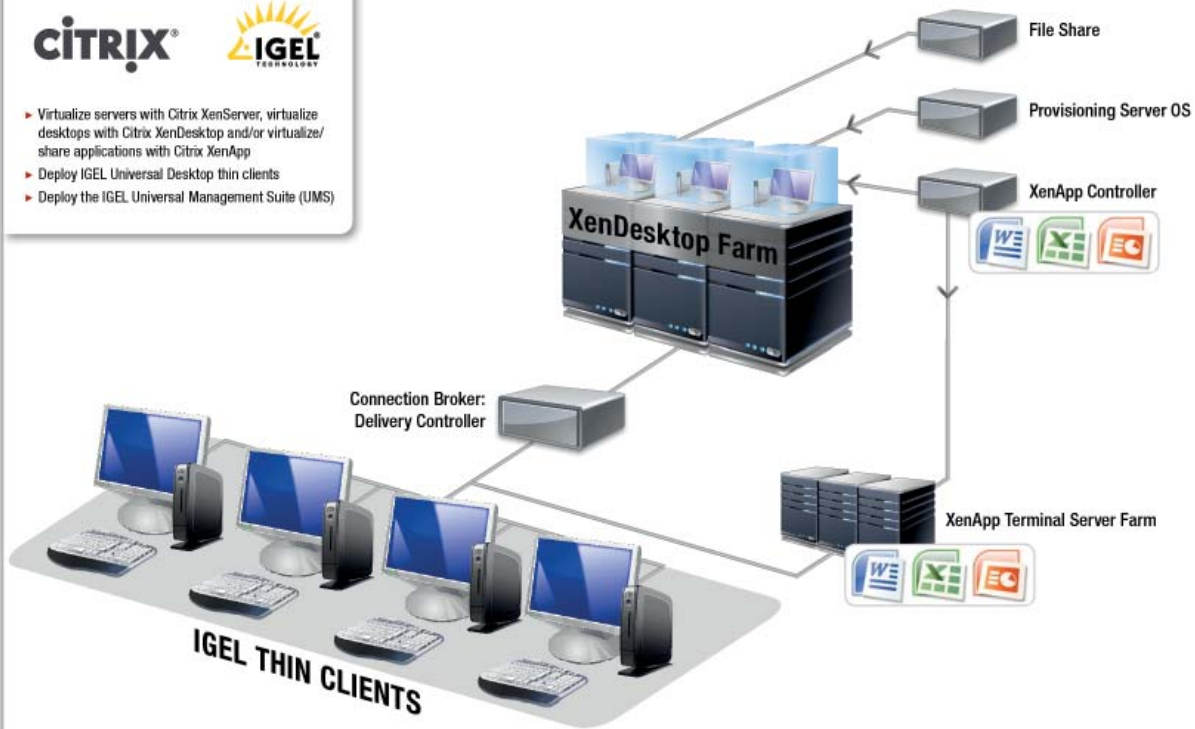 CİTRIX®
IGEL®
TECHNOLOGY
► Virtualize servers with Citrix XenServer, virtualize
desktops with Citrix XenDesktop and/or virtualize/
share applications with Citrix XenApp
► Deploy IGEL Universal Desktop thin clients
► Deploy the IGEL Universal Management Suite (UMS)
File Share
Provisioning Server OS
XenApp Controller
W X P
XenDesktop Farm
Connection Broker:
Delivery Controller
XenApp Terminal Server Farm
W X P
IGEL THIN CLIENTS